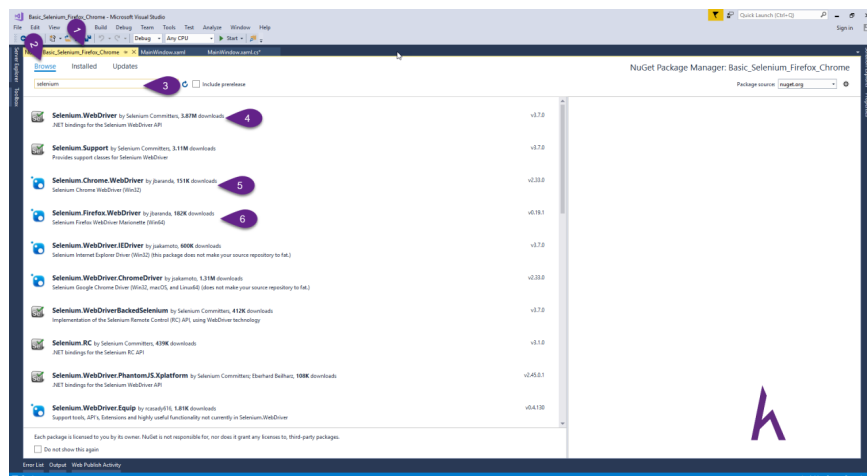 Basic_Selenium_Firefox_Chrome - Microsoft Visual Studio
Quick Launch (Ctrl+Q)
File Edit View Build Debug Team Tools Test Analyze Window Help
Sign in
Debug Any CPU Start
Basic_Selenium_Firefox_Chrome MainWindow.xaml MainWindow.xaml.cs*
1
2
Server Explorer
Toolbox
Browse Installed Updates
NuGet Package Manager: Basic_Selenium_Firefox_Chrome
selenium
3
Include prerelease
Package source: nuget.org
Selenium.WebDriver by Selenium Committers, 3.87M downloads
4
v3.7.0
.NET bindings for the Selenium WebDriver API
Selenium.Support by Selenium Committers, 3.11M downloads
v3.7.0
Provides support classes for Selenium WebDriver
Selenium.Chrome.WebDriver by jbaranda, 151K downloads
5
v2.33.0
Selenium Chrome WebDriver (Win32)
Selenium.Firefox.WebDriver by jbaranda, 182K downloads
6
v0.19.1
Selenium Firefox WebDriver Marionette (Win64)
Selenium.WebDriver.IEDriver by jsakamoto, 600K downloads
v3.7.0
Selenium Internet Explorer Driver (Win32) (this package does not make your source repository to fat.)
Selenium.WebDriver.ChromeDriver by jsakamoto, 1.31M downloads
v2.33.0
Selenium Google Chrome Driver (Win32, macOS, and Linux64) (does not make your source repository to fat.)
Selenium.WebDriverBackedSelenium by Selenium Committers, 412K downloads
v3.7.0
Implementation of the Selenium Remote Control (RC) API, using WebDriver technology
Selenium.RC by Selenium Committers, 439K downloads
v3.1.0
.NET bindings for the Selenium RC API
Selenium.WebDriver.PhantomJS.Xplatform by Selenium Committers; Eberhard Beilharz, 108K downloads
v2.45.0.1
.NET bindings for the Selenium WebDriver API
Selenium.WebDriver.Equip by rcasady616, 1.81K downloads
v0.4.130
Support tools, API's, Extensions and highly useful functionality not currently in Selenium.WebDriver
Each package is licensed to you by its owner. NuGet is not responsible for, nor does it grant any licenses to, third-party packages.
Do not show this again
Error List Output Web Publish Activity